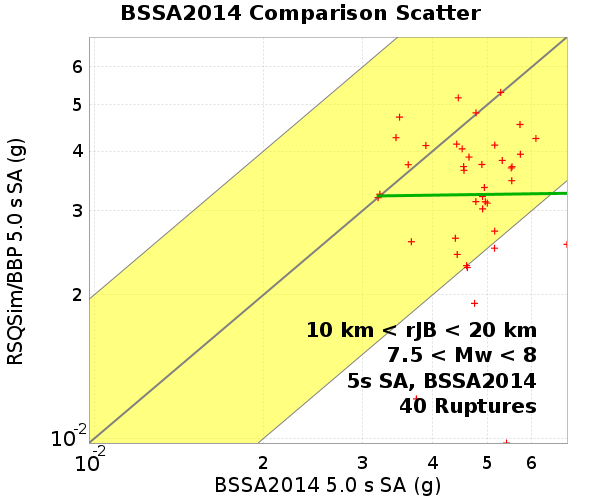 BSSA2014 Comparison Scatter
RSQSim/BBP 5.0 s SA (g)
6
5
4
3
2
10-2
10 km < rJB < 20 km
7.5 < Mw < 8
5s SA, BSSA2014
40 Ruptures
10-2 2 3 4 5 6
BSSA2014 5.0 s SA (g)